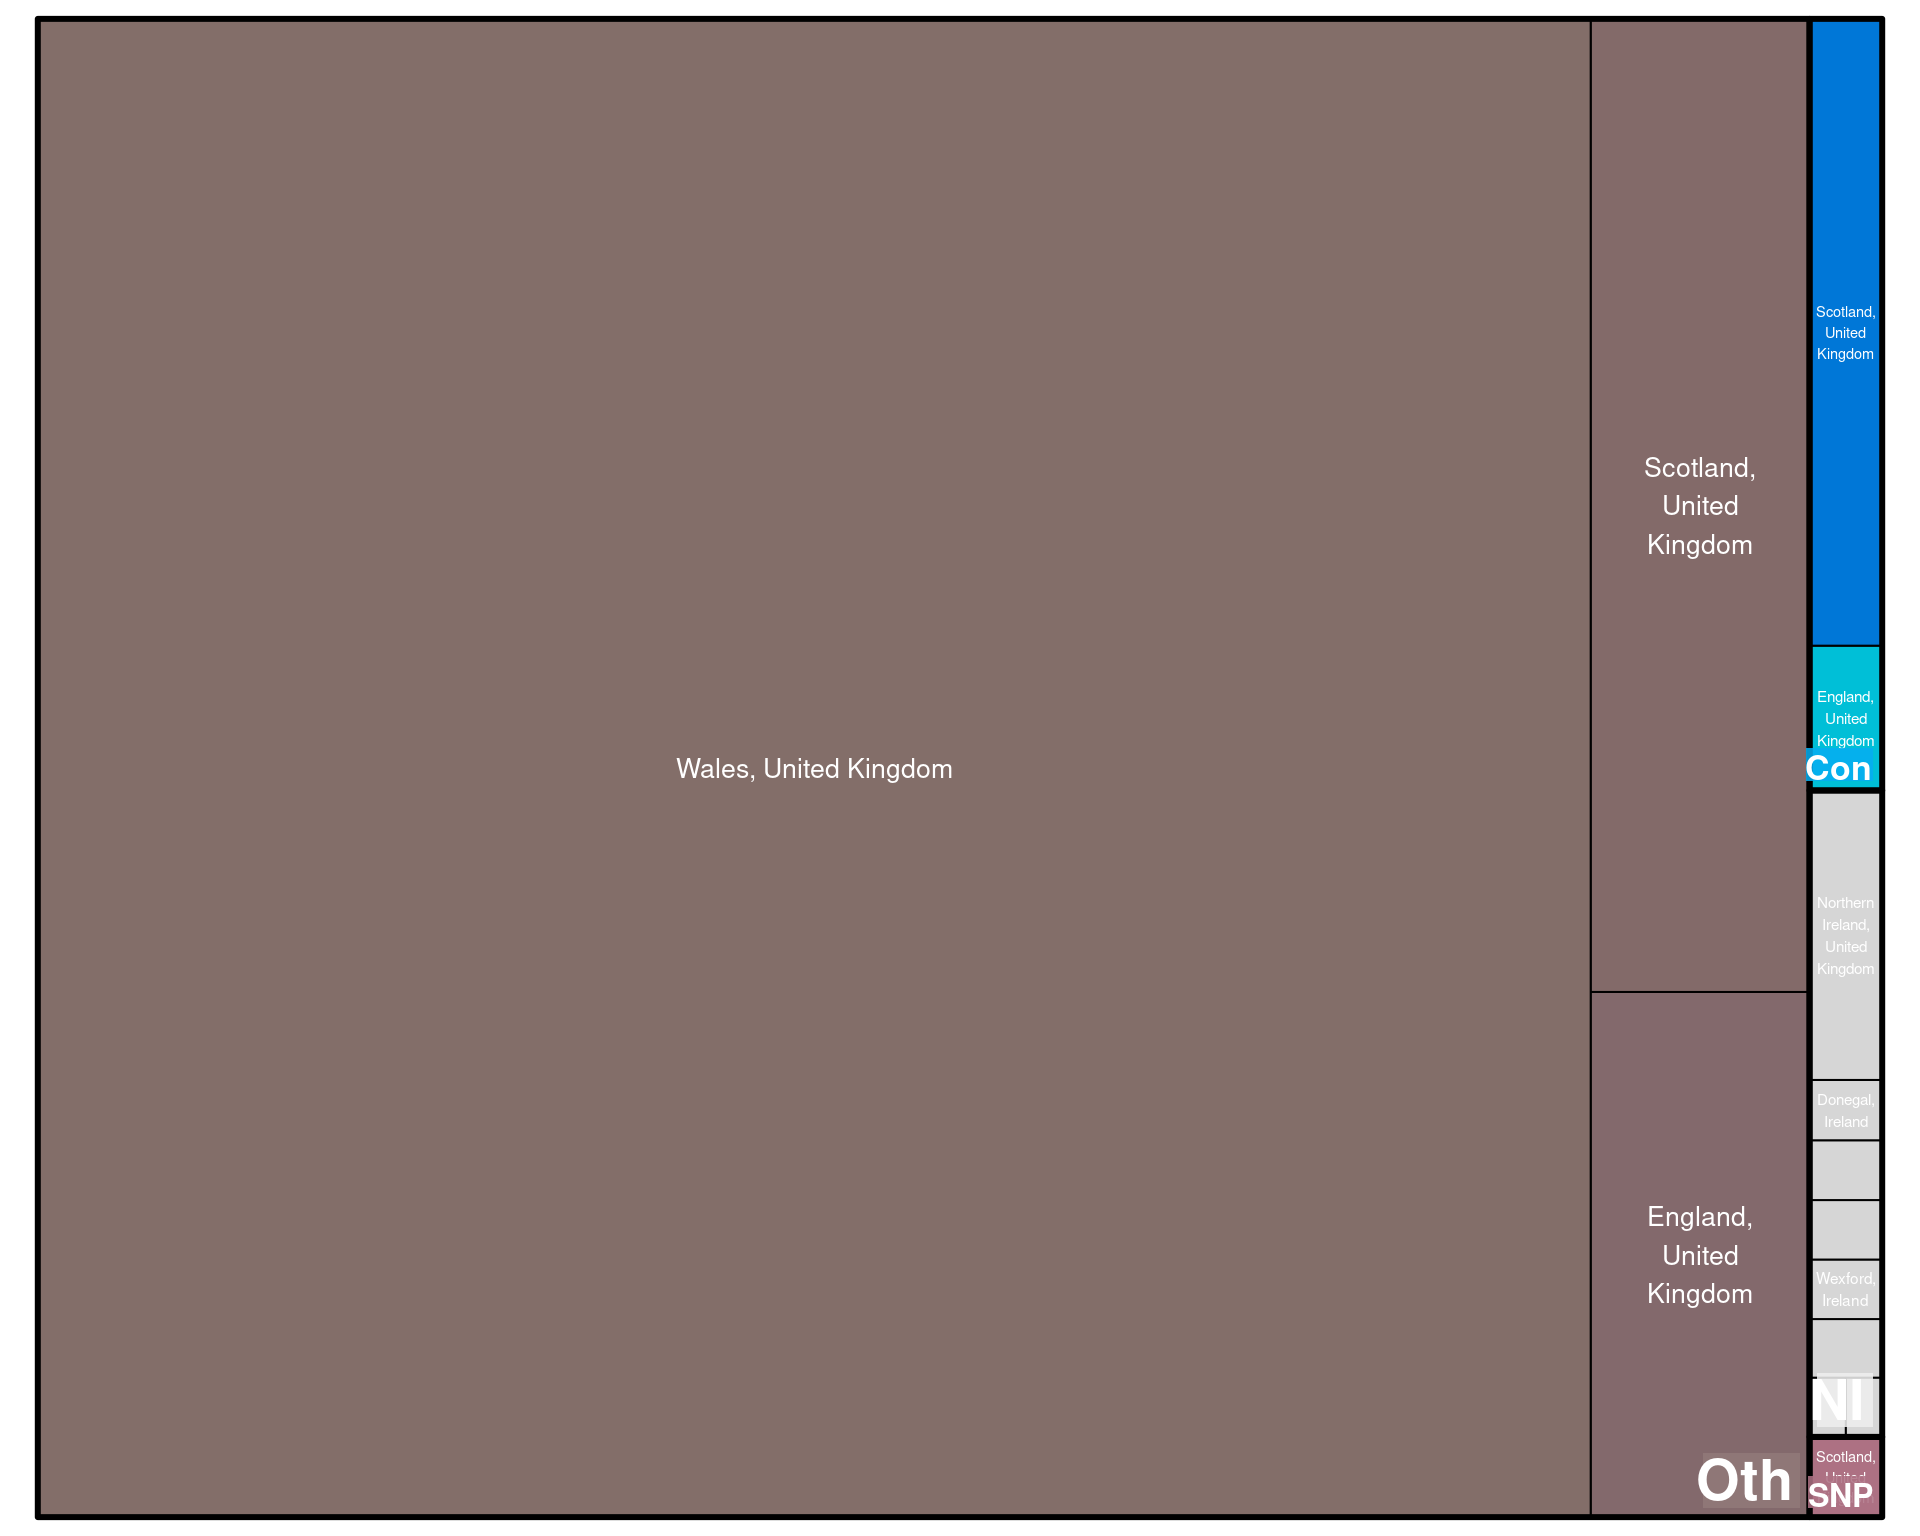 Wales, United Kingdom
Scotland,
United
Kingdom
England,
United
Kingdom
Oth
Scotland,
United
Kingdom
England,
United
Kingdom
Con
Northern
Ireland,
United
Kingdom
Donegal,
Ireland
Wexford,
Ireland
NI
Scotland,
United
SNP